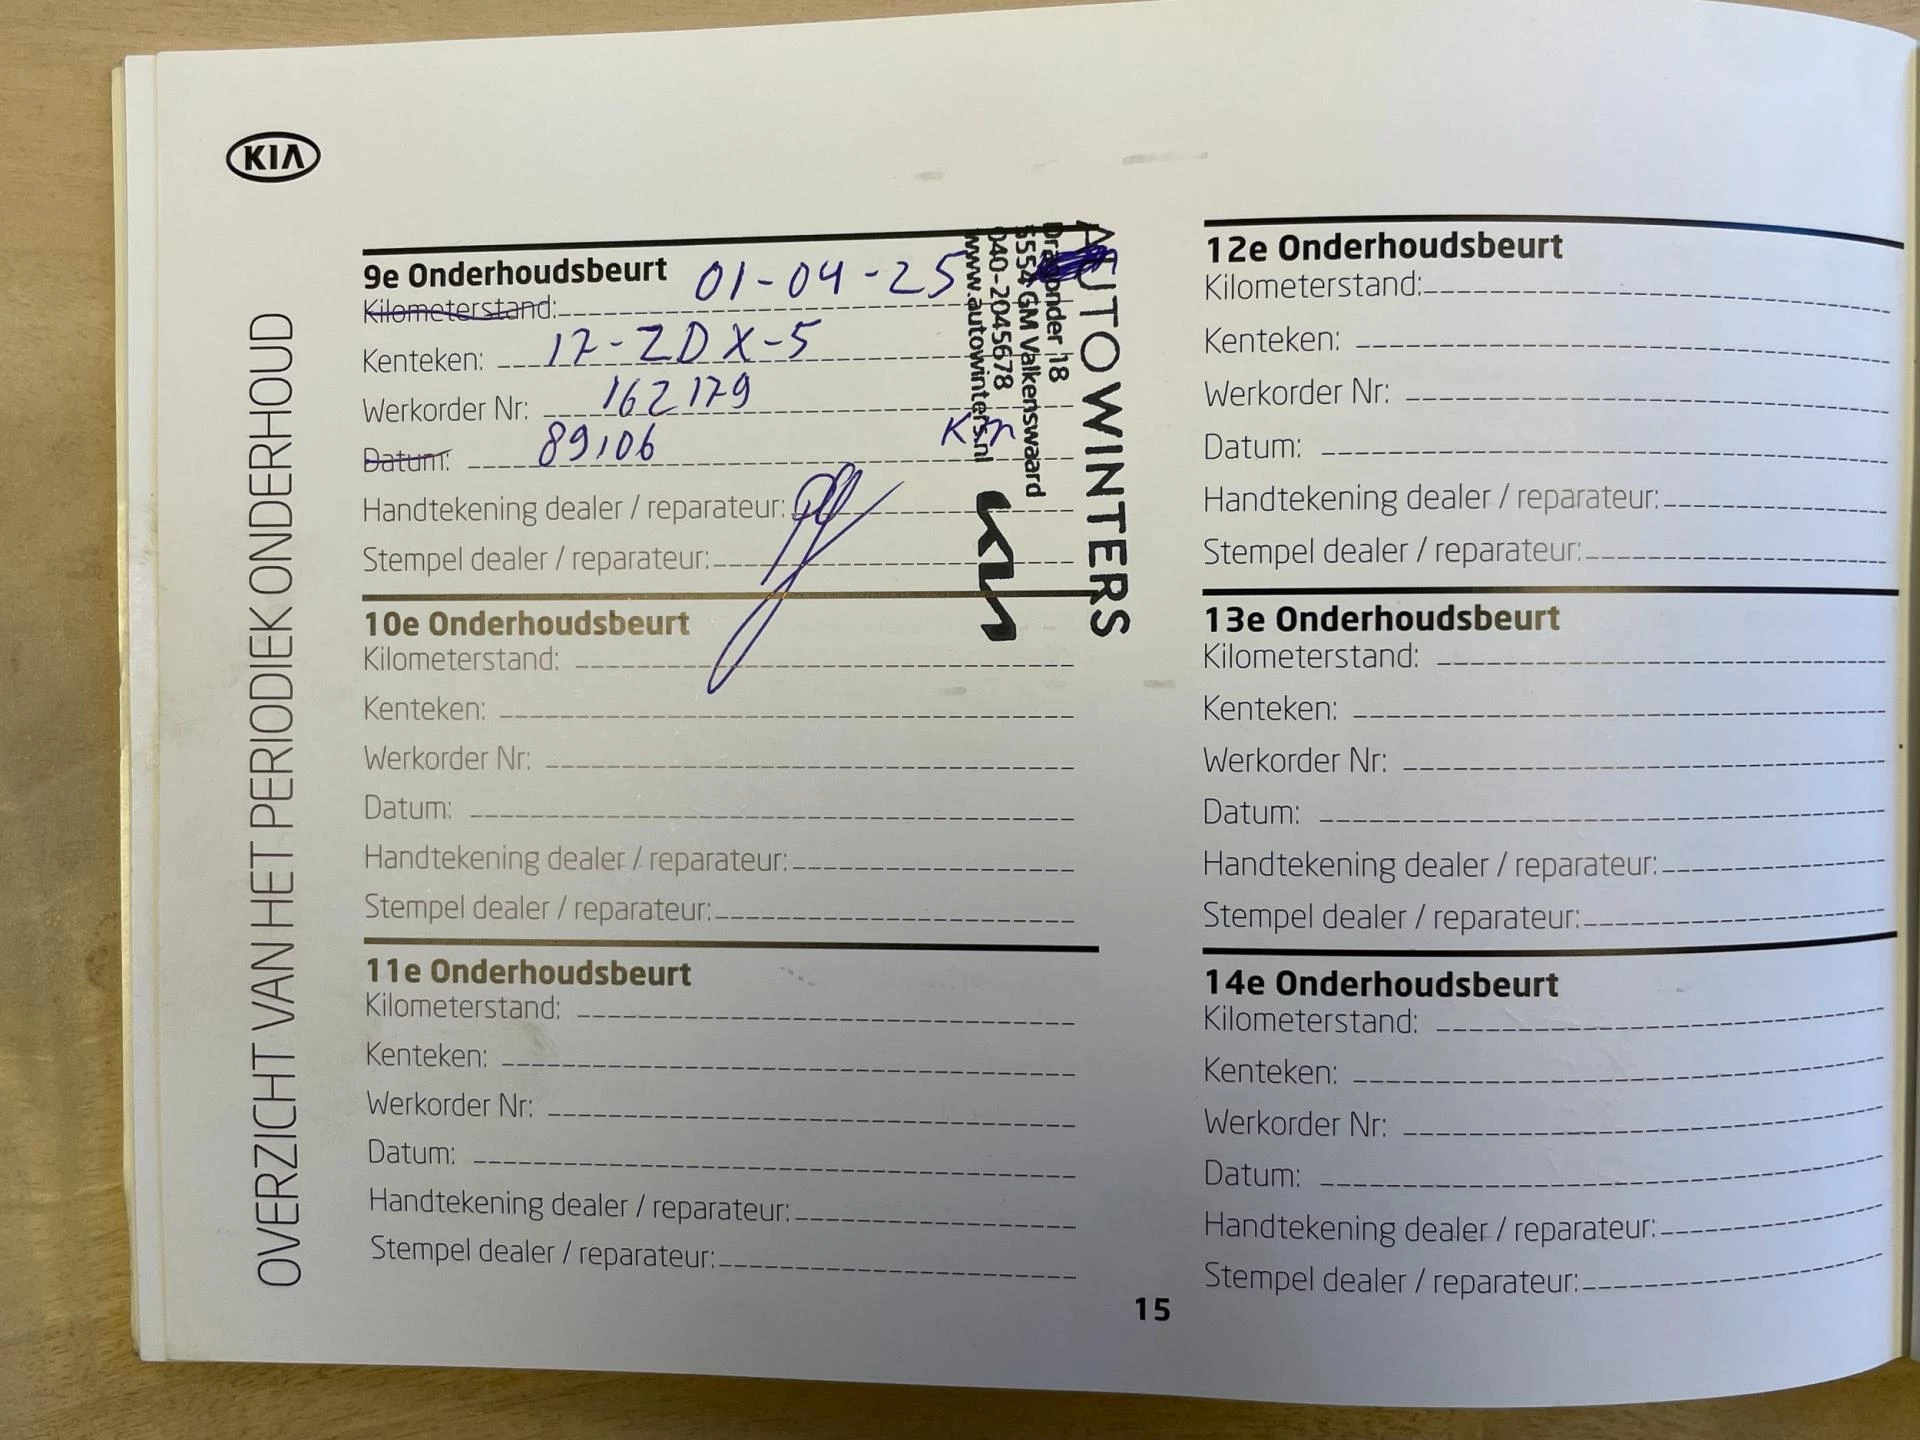 KIA
OVERZICHT VAN HET PERIODIEK ONDERHOUD
9e Onderhoudsbeurt 01-04-25
Kilometerstand:
Kenteken: 17-ZDX-5
Werkorder Nr: 162179
Datum: 89,106 Km
Handtekening dealer / reparateur:
Stempel dealer / reparateur:
AUTOWINTERS
18
5554 GM Valkenswaard
040-2045678
www.autowinters.nl
10e Onderhoudsbeurt
Kilometerstand:
Kenteken:
Werkorder Nr:
Datum:
Handtekening dealer / reparateur:
Stempel dealer / reparateur:
11e Onderhoudsbeurt
Kilometerstand:
Kenteken:
Werkorder Nr:
Datum:
Handtekening dealer / reparateur:
Stempel dealer / reparateur:
12e Onderhoudsbeurt
Kilometerstand:
Kenteken:
Werkorder Nr:
Datum:
Handtekening dealer / reparateur:
Stempel dealer / reparateur:
13e Onderhoudsbeurt
Kilometerstand:
Kenteken:
Werkorder Nr:
Datum:
Handtekening dealer / reparateur:
Stempel dealer / reparateur:
14e Onderhoudsbeurt
Kilometerstand:
Kenteken:
Werkorder Nr:
Datum:
Handtekening dealer / reparateur:
Stempel dealer / reparateur:
15